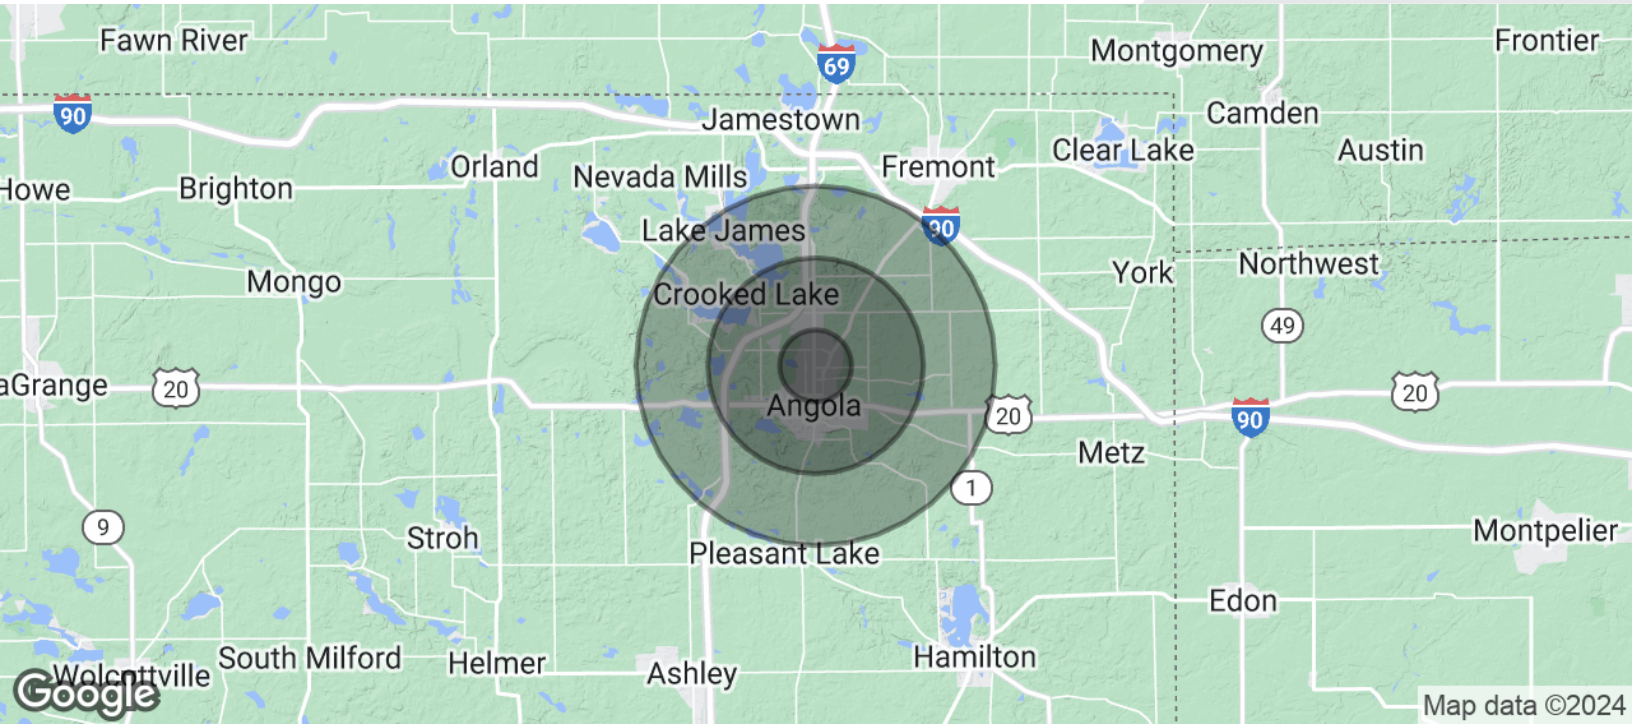 Fawn River
Montgomery
Frontier
69
90
Jamestown
Camden
Orland
Nevada Mills
Fremont
Clear Lake
Austin
Howe
Brighton
Lake James
90
Mongo
Crooked Lake
York
Northwest
49
aGrange
20
Angola
20
90
20
Metz
9
Stroh
1
Pleasant Lake
Montpelier
Edon
Wolcottville
South Milford
Helmer
Ashley
Hamilton
Google
Map data ©2024